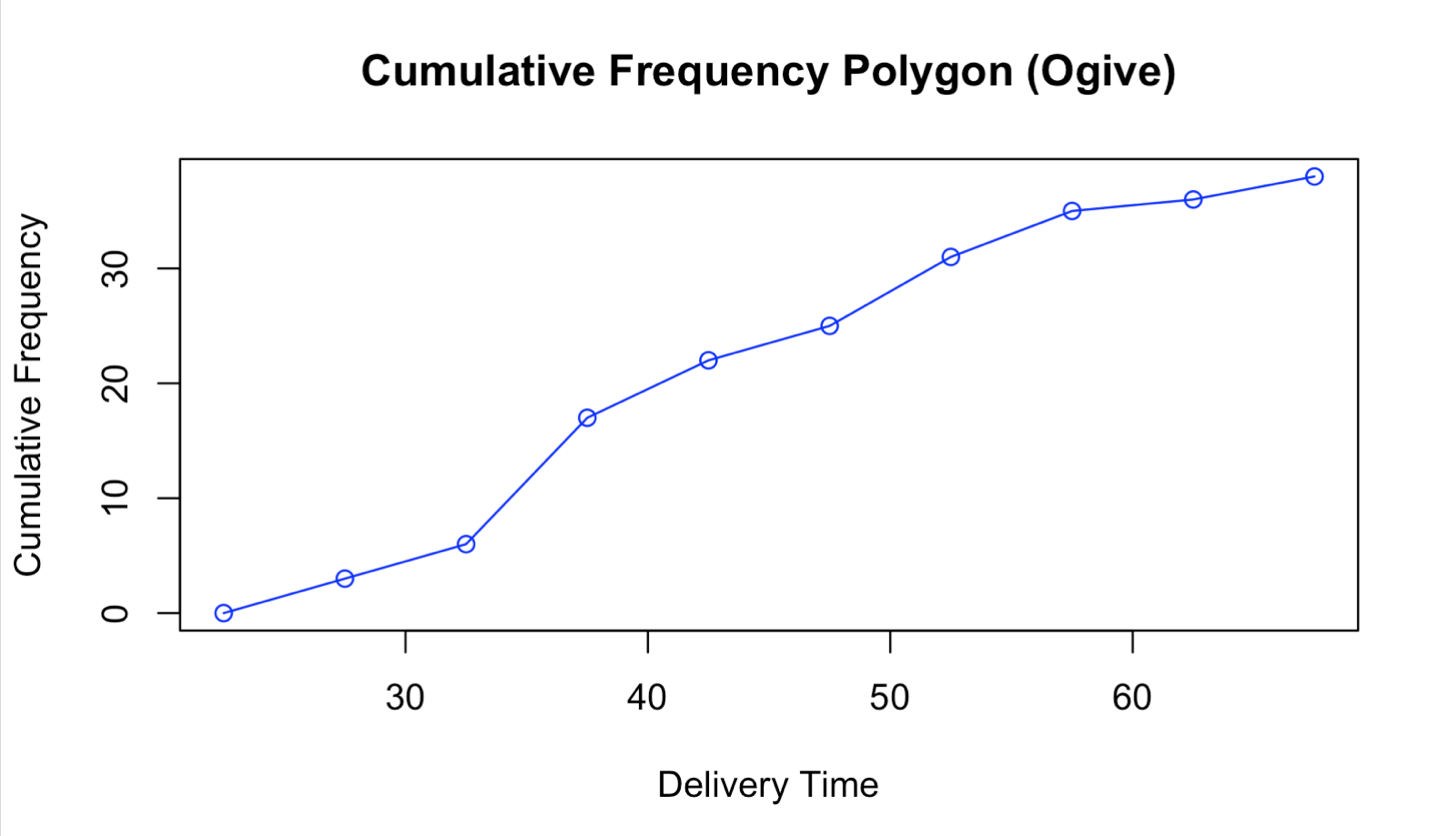 Cumulative Frequency Polygon (Ogive)
Cumulative Frequency
30
20
10
0
30 40 50 60
Delivery Time